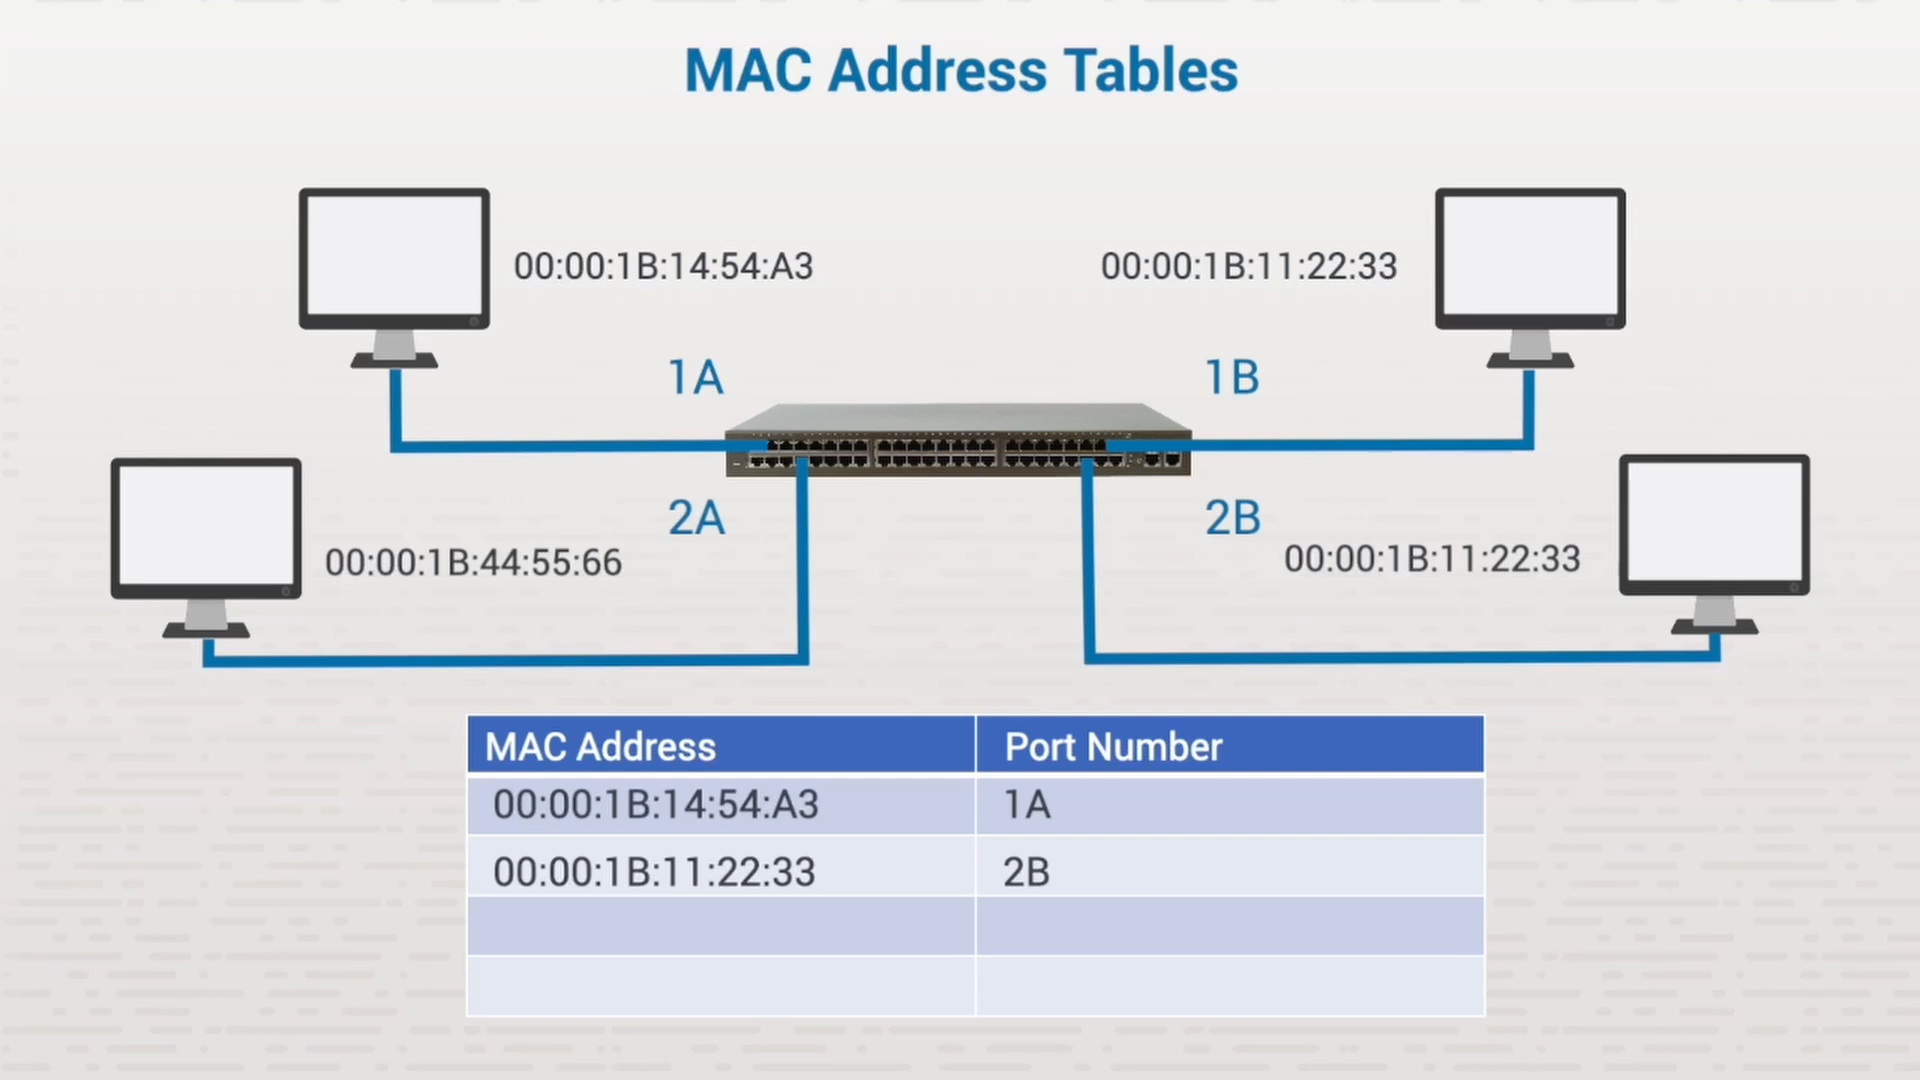 MAC Address Tables
00:00:1B:14:54:A3
00:00:1B:11:22:33
1A
1B
2A
2B
00:00:1B:44:55:66
00:00:1B:11:22:33
MAC Address Port Number
00:00:1B:14:54:A3 1A
00:00:1B:11:22:33 2B